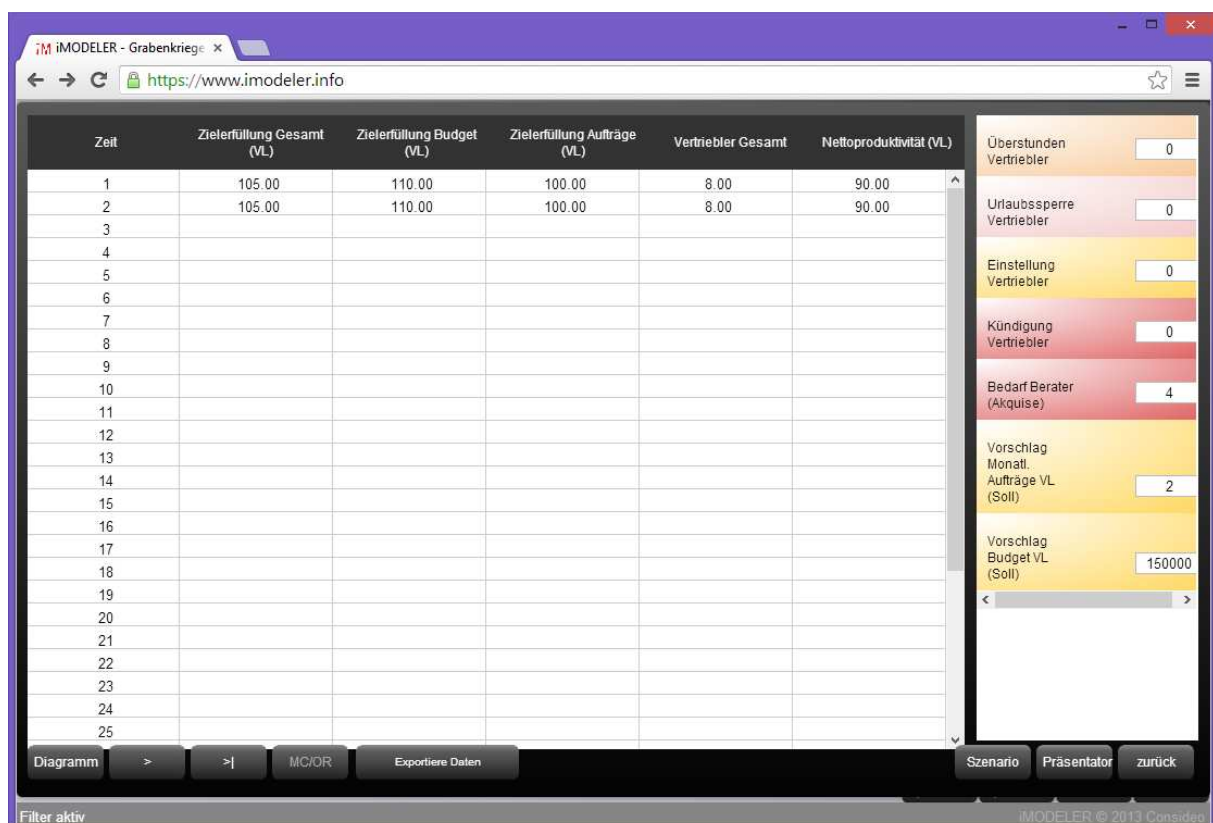 iM iMODELER - Grabenkriege
https://www.imodeler.info
Zeit Zielerfüllung Gesamt (VL) Zielerfüllung Budget (VL) Zielerfüllung Aufträge (VL) Vertriebler Gesamt Nettoproduktivität (VL)
1 105.00 110.00 100.00 8.00 90.00
2 105.00 110.00 100.00 8.00 90.00
3
4
5
6
7
8
9
10
11
12
13
14
15
16
17
18
19
20
21
22
23
24
25
Überstunden
Vertriebler
0
Urlaubssperre
Vertriebler
0
Einstellung
Vertriebler
0
Kündigung
Vertriebler
0
Bedarf Berater
(Akquise)
4
Vorschlag
Monatl.
Aufträge VL
(Soll)
2
Vorschlag
Budget VL
(Soll)
150000
Diagramm > >| MC/OR Exportiere Daten Szenario Präsentator zurück
Filter aktiv iMODELER © 2013 Consideo